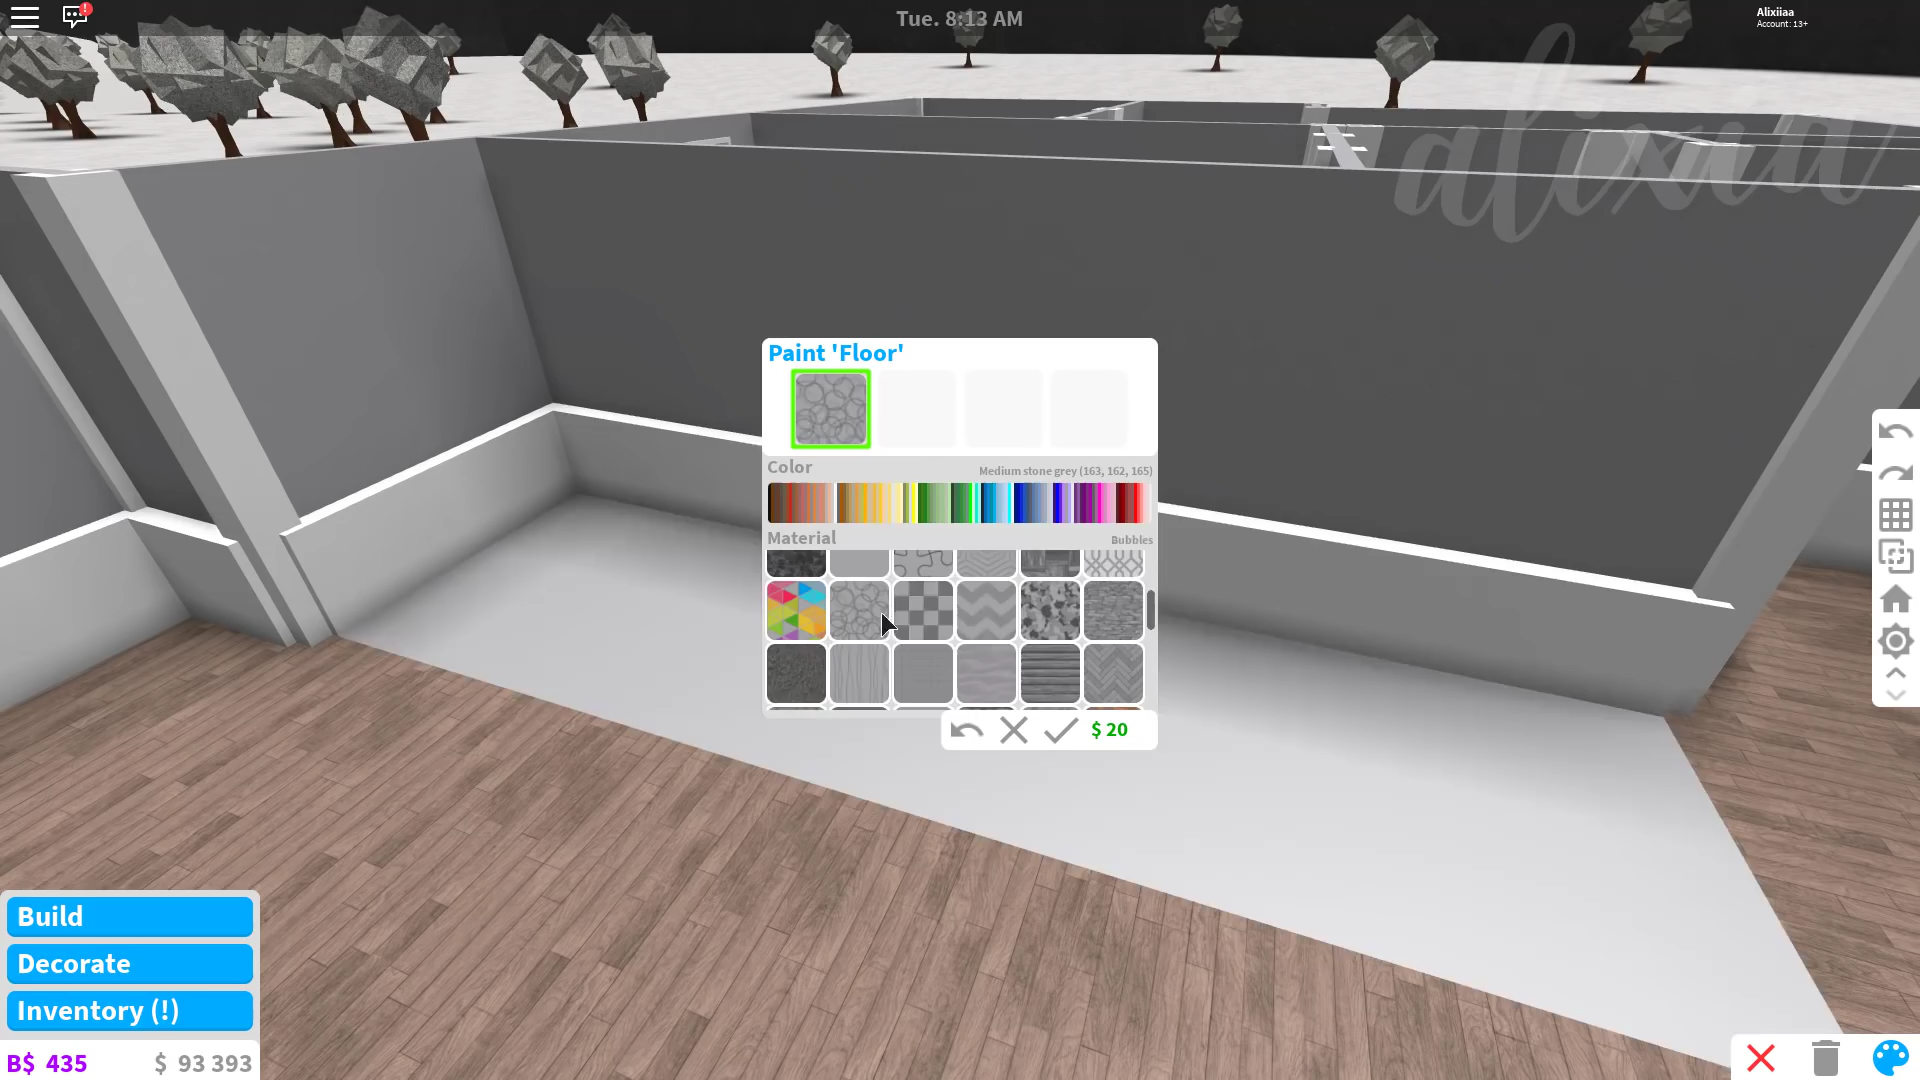 Tue. 8:13 AM
Alixiiaa
Account: 13+
alixia
Paint 'Floor'
Color
Medium stone grey (163, 162, 165)
Material
Bubbles
$ 20
Build
Decorate
Inventory (!)
B$ 435
$ 93 393